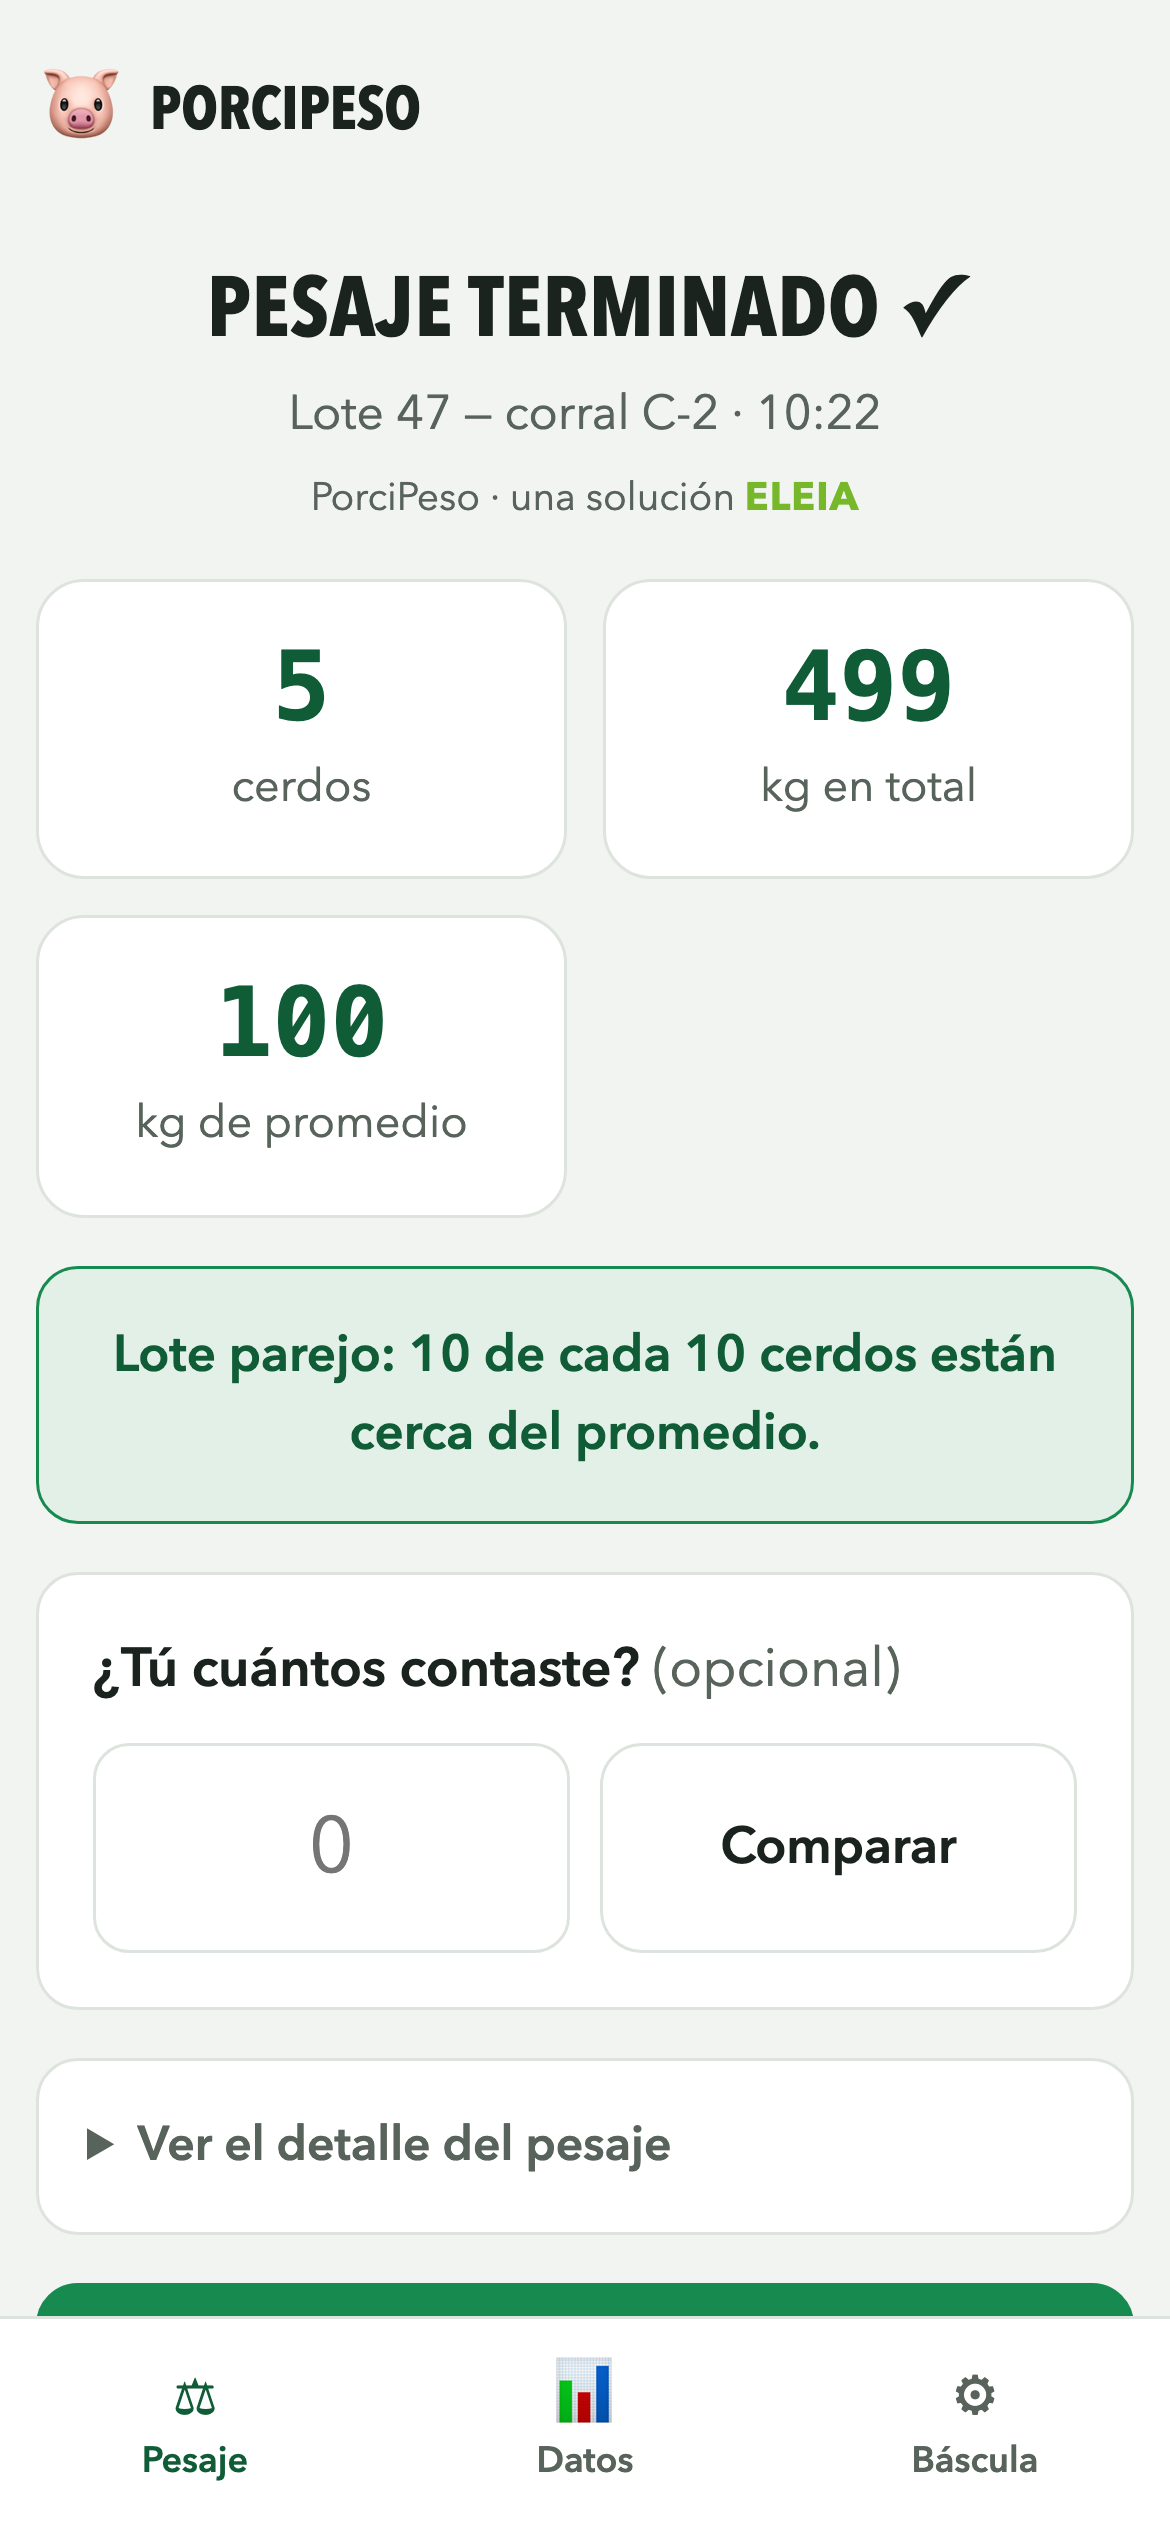 PORCIPESO
PESAJE TERMINADO ✓
Lote 47 – corral C-2 · 10:22
PorciPeso · una solución ELEIA
5
cerdos
499
kg en total
100
kg de promedio
Lote parejo: 10 de cada 10 cerdos están
cerca del promedio.
¿Tú cuántos contaste? (opcional)
0
Comparar
▶ Ver el detalle del pesaje
Pesaje
Datos
Báscula